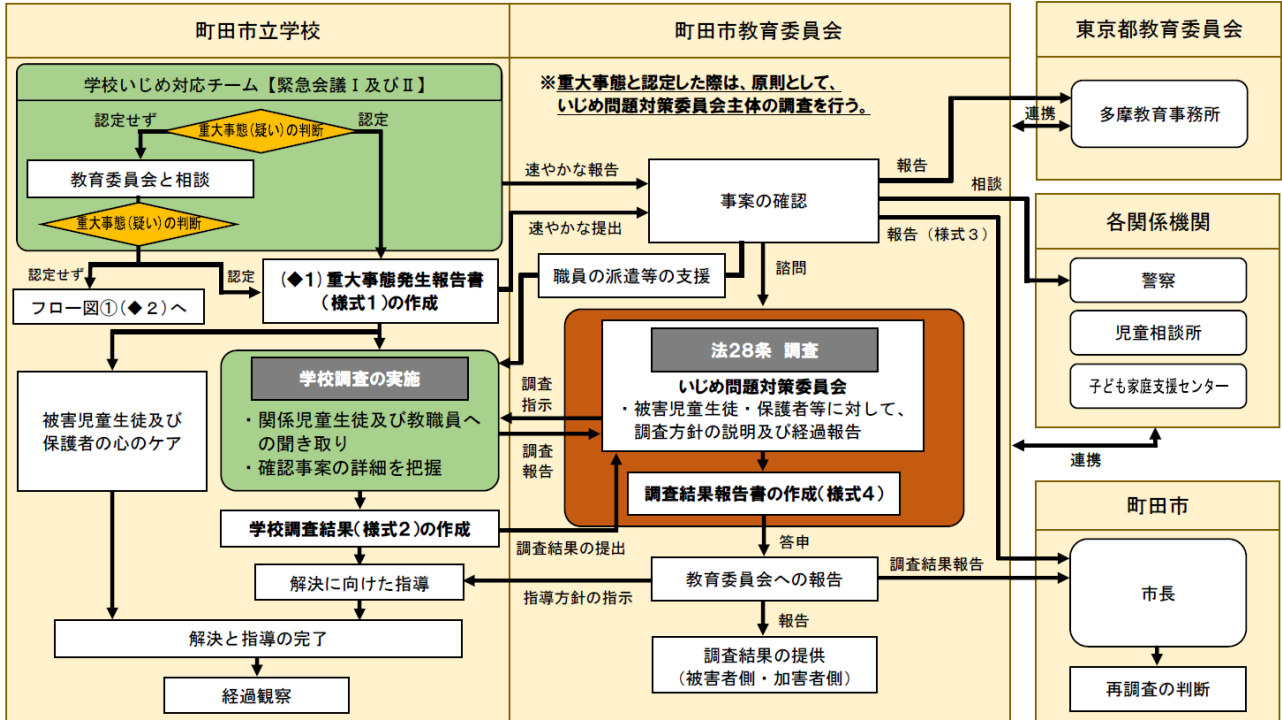 町田市立学校
学校いじめ対応チーム【緊急会議Ⅰ及びⅡ】
認定せず
重大事態(疑い)の判断
認定
教育委員会と相談
重大事態(疑い)の判断
認定せず
認定
フロー図①(◆2)へ
(◆1)重大事態発生報告書
(様式1)の作成
被害児童生徒及び
保護者の心のケア
学校調査の実施
・関係児童生徒及び教職員へ
の聞き取り
・確認事案の詳細を把握
学校調査結果(様式2)の作成
解決に向けた指導
解決と指導の完了
経過観察
町田市教育委員会
※重大事態と認定した際は、原則として、
いじめ問題対策委員会主体の調査を行う。
速やかな報告
速やかな提出
事案の確認
職員の派遣等の支援
諮問
報告
相談
報告(様式3)
法28条 調査
いじめ問題対策委員会
・被害児童生徒・保護者等に対して、
調査方針の説明及び経過報告
調査
指示
調査
報告
調査結果報告書の作成(様式4)
調査結果の提出
答申
教育委員会への報告
調査結果報告
指導方針の指示
報告
調査結果の提供
(被害者側・加害者側)
東京都教育委員会
連携
多摩教育事務所
各関係機関
警察
児童相談所
子ども家庭支援センター
連携
町田市
市長
再調査の判断